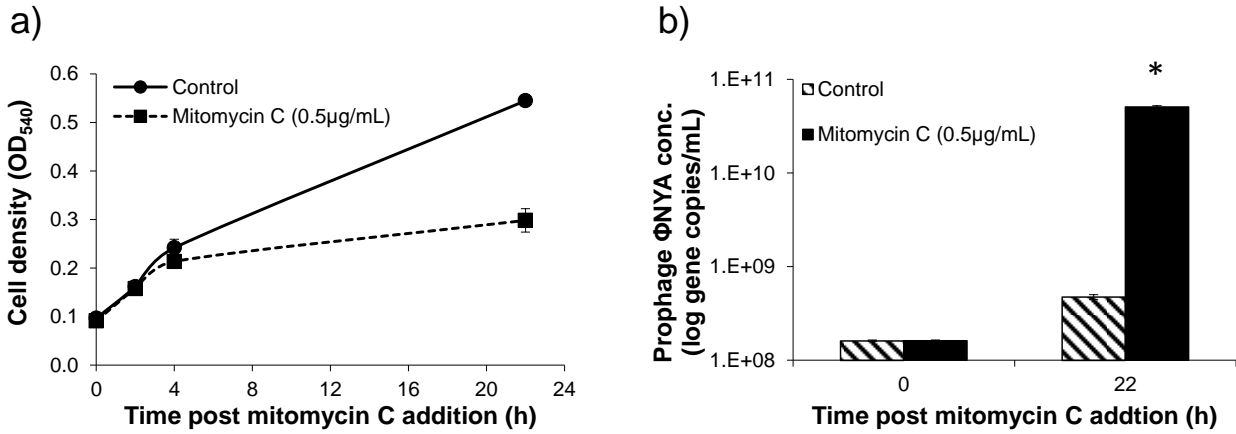 a)
Cell density (OD540)
0.6
0.5
0.4
0.3
0.2
0.1
0.0
Control
Mitomycin C (0.5µg/mL)
0 4 8 12 16 20 24
Time post mitomycin C addition (h)
b)
Prophage ΦNYA conc.
(log gene copies/mL)
1.E+11
1.E+10
1.E+09
1.E+08
Control
Mitomycin C (0.5µg/mL)
*
0 22
Time post mitomycin C addtion (h)